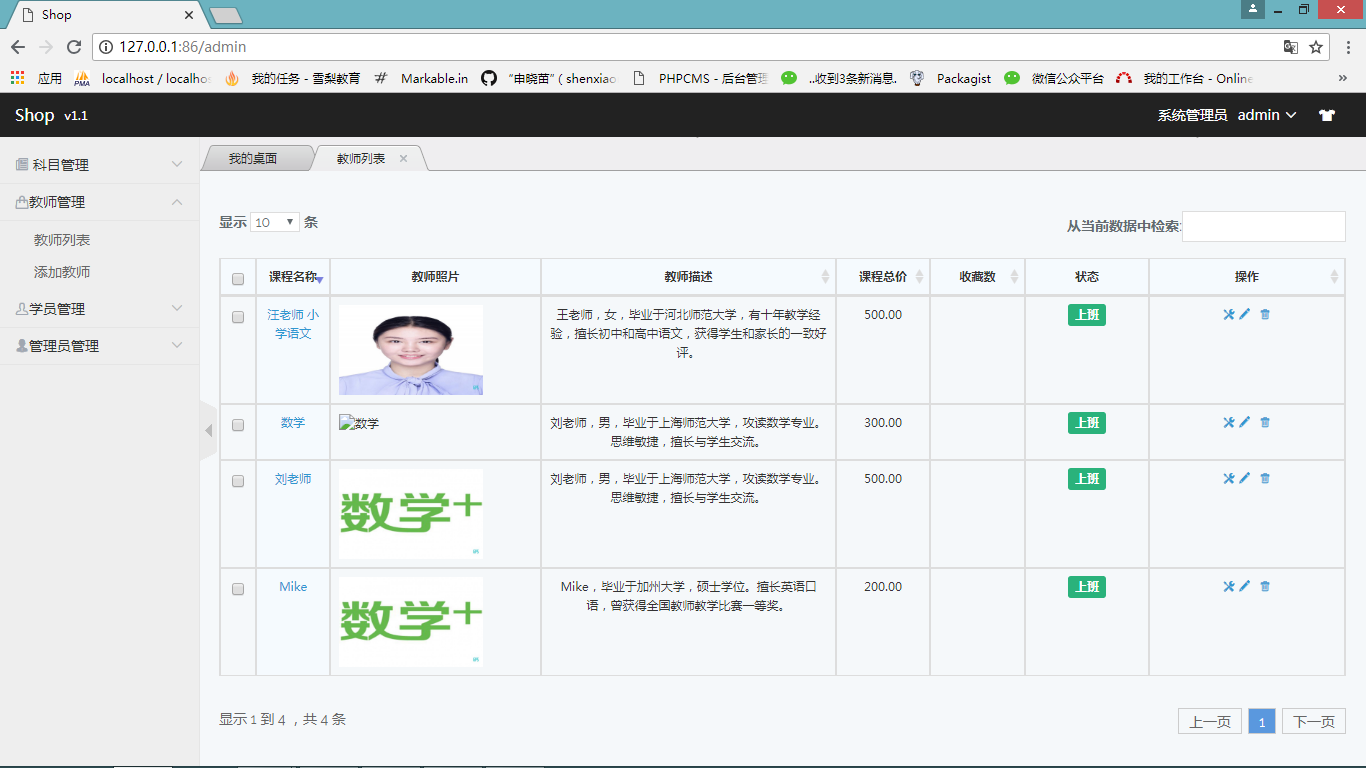 Shop
127.0.0.1:86/admin
应用 localhost / localhos 我的任务 - 雪梨教育 Markable.in “申晓苗” ( shenxiao PHPCMS - 后台管理 ..收到3条新消息. Packagist 微信公众平台 我的工作台 - Online
Shop v1.1 系统管理员 admin
科目管理
教师管理
教师列表
添加教师
学员管理
管理员管理
我的桌面 教师列表
显示 10 条 从当前数据中检索:
课程名称 教师照片 教师描述 课程总价 收藏数 状态 操作
汪老师 小
学语文
王老师，女，毕业于河北师范大学，有十年教学经
验，擅长初中和高中语文，获得学生和家长的一致好
评。
500.00 上班
数学 数学
刘老师，男，毕业于上海师范大学，攻读数学专业。
思维敏捷，擅长与学生交流。
300.00 上班
刘老师
数学+
刘老师，男，毕业于上海师范大学，攻读数学专业。
思维敏捷，擅长与学生交流。
500.00 上班
Mike
数学+
Mike，毕业于加州大学，硕士学位。擅长英语口
语，曾获得全国教师教学比赛一等奖。
200.00 上班
显示 1 到 4 ，共 4 条 上一页 1 下一页